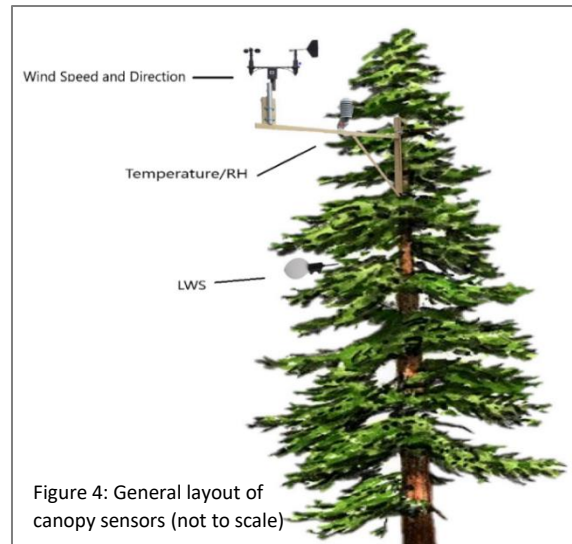 Wind Speed and Direction
Temperature/RH
LWS
Figure 4: General layout of
canopy sensors (not to scale)